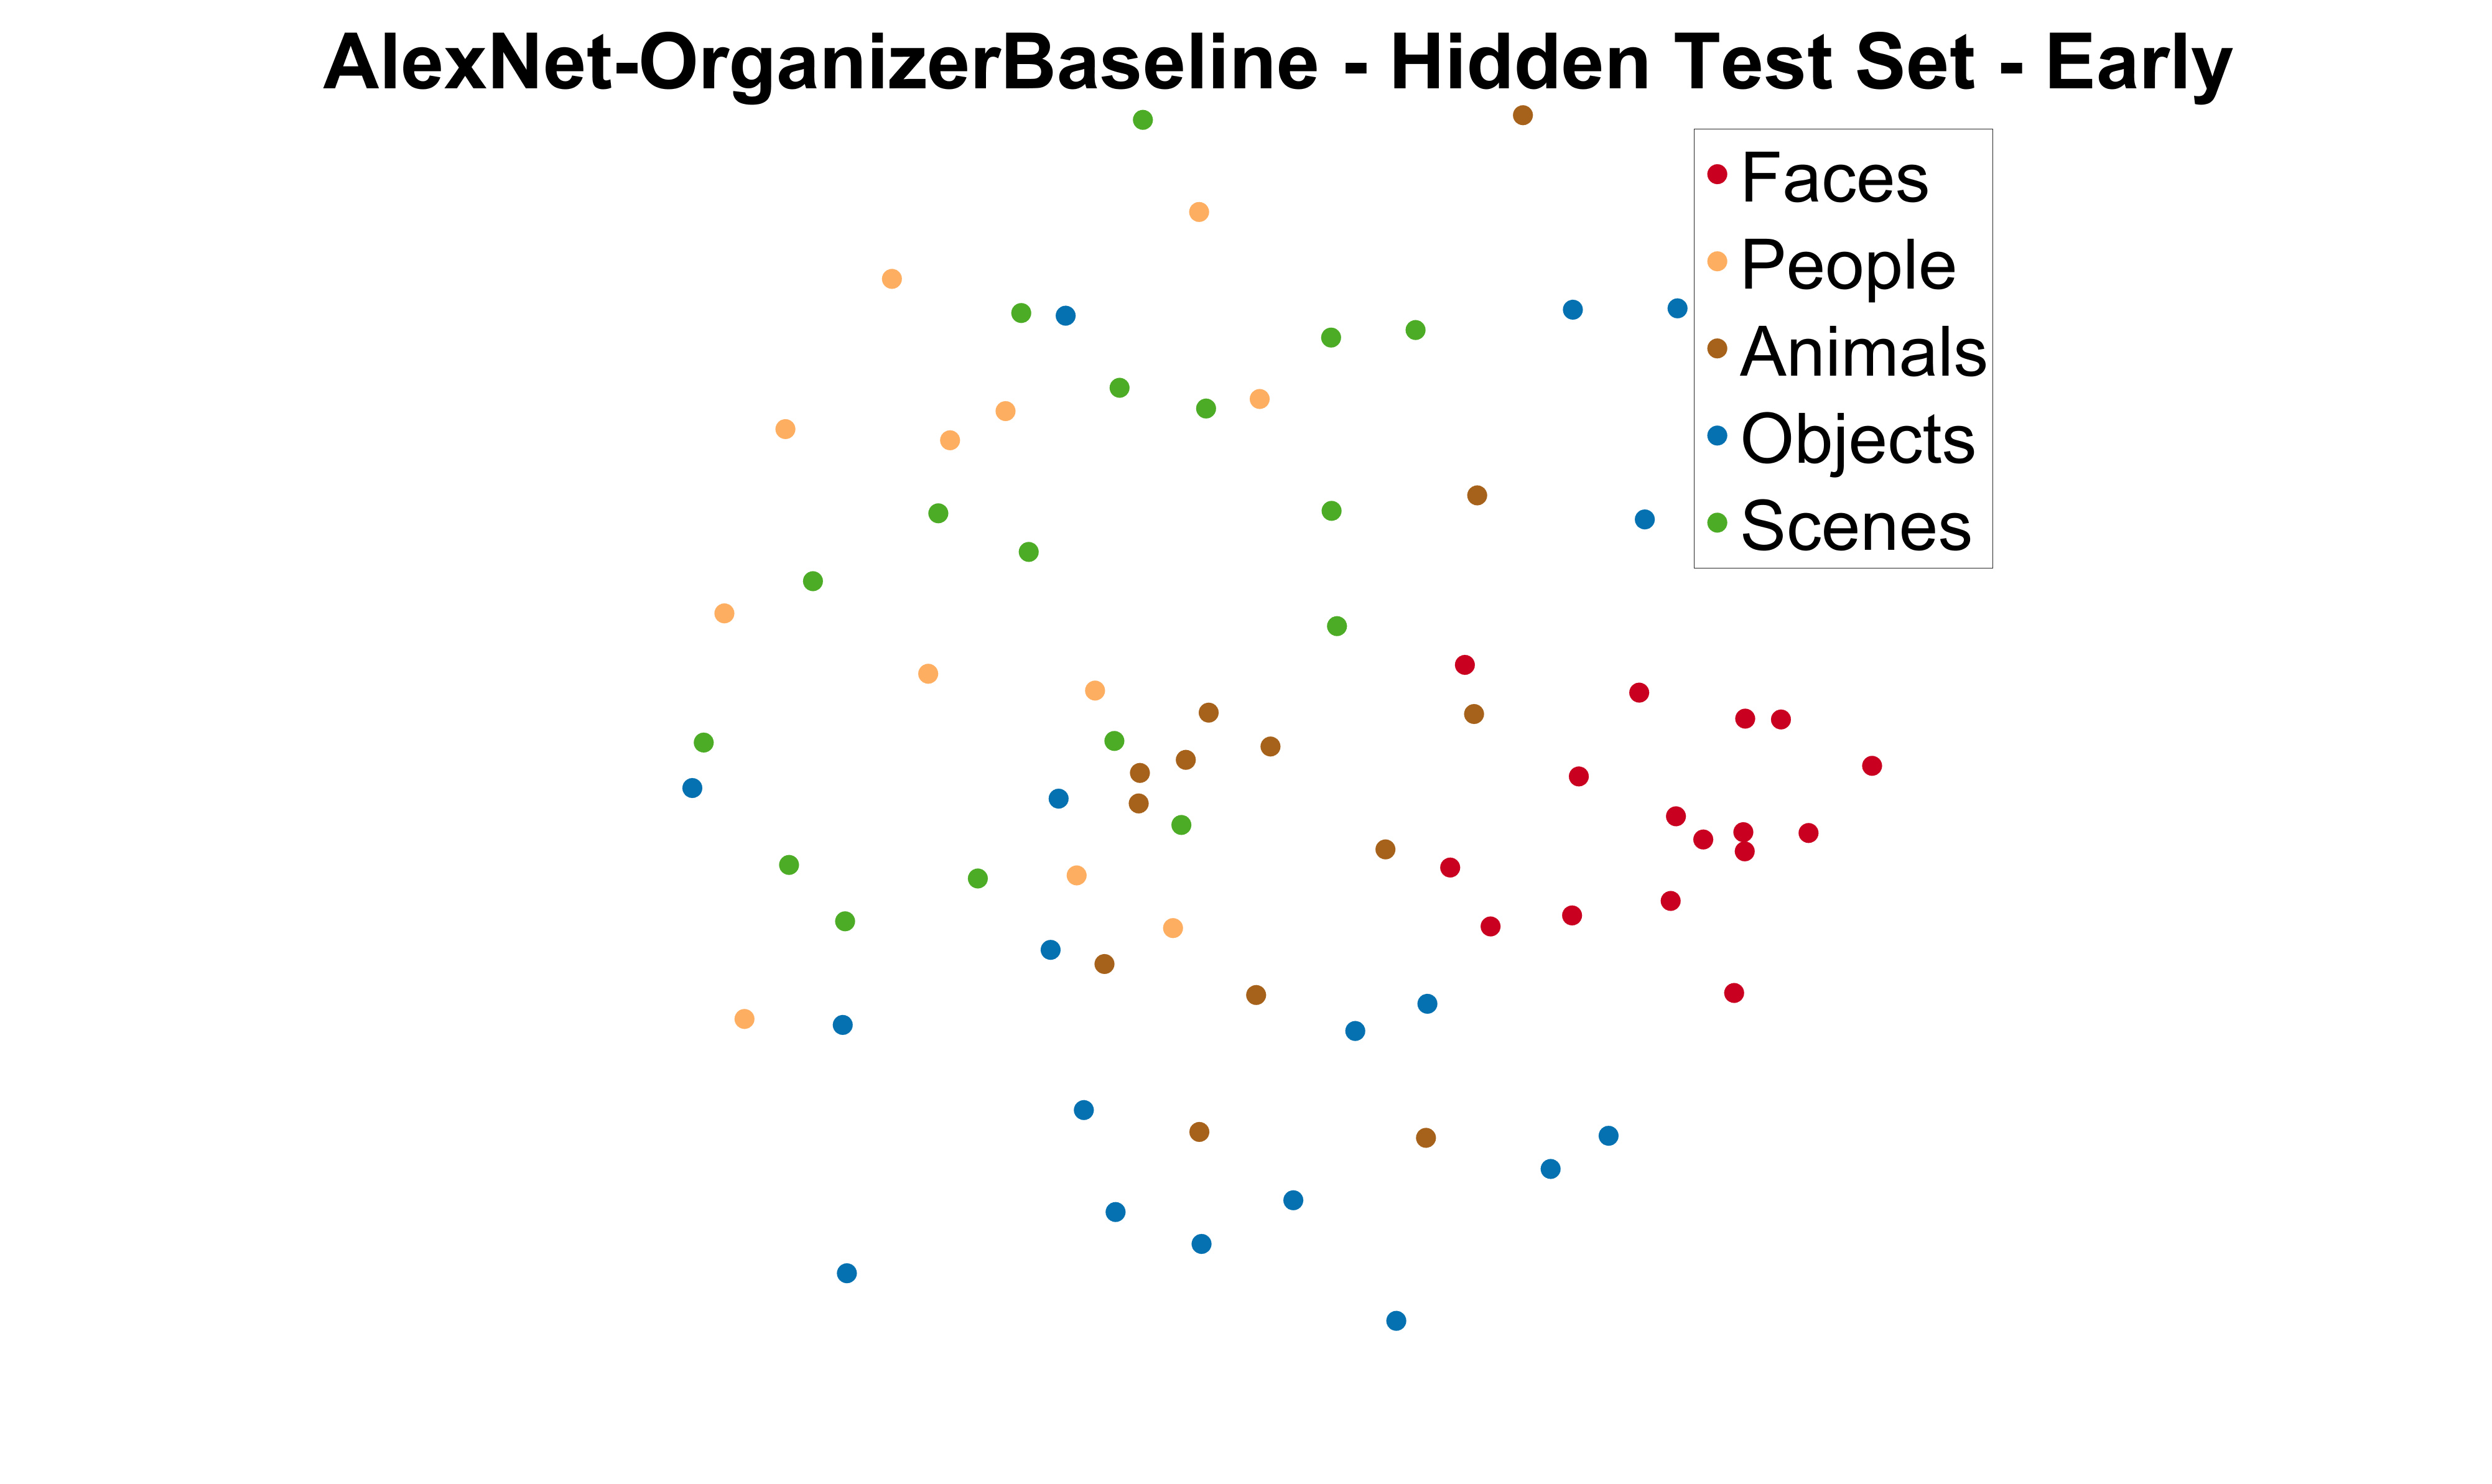 AlexNet-OrganizerBaseline - Hidden Test Set - Early
Faces
People
Animals
Objects
Scenes